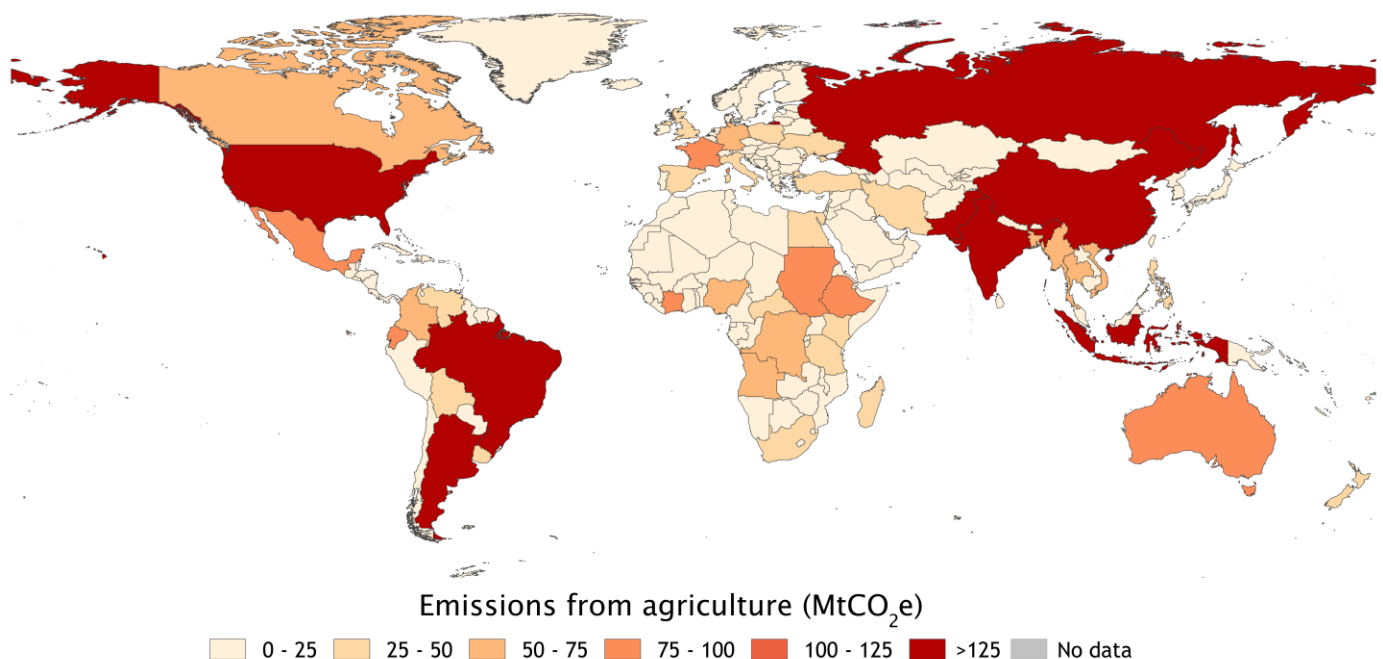 Emissions from agriculture (MtCO₂e)
0 - 25 25 - 50 50 - 75 75 - 100 100 - 125 >125 No data